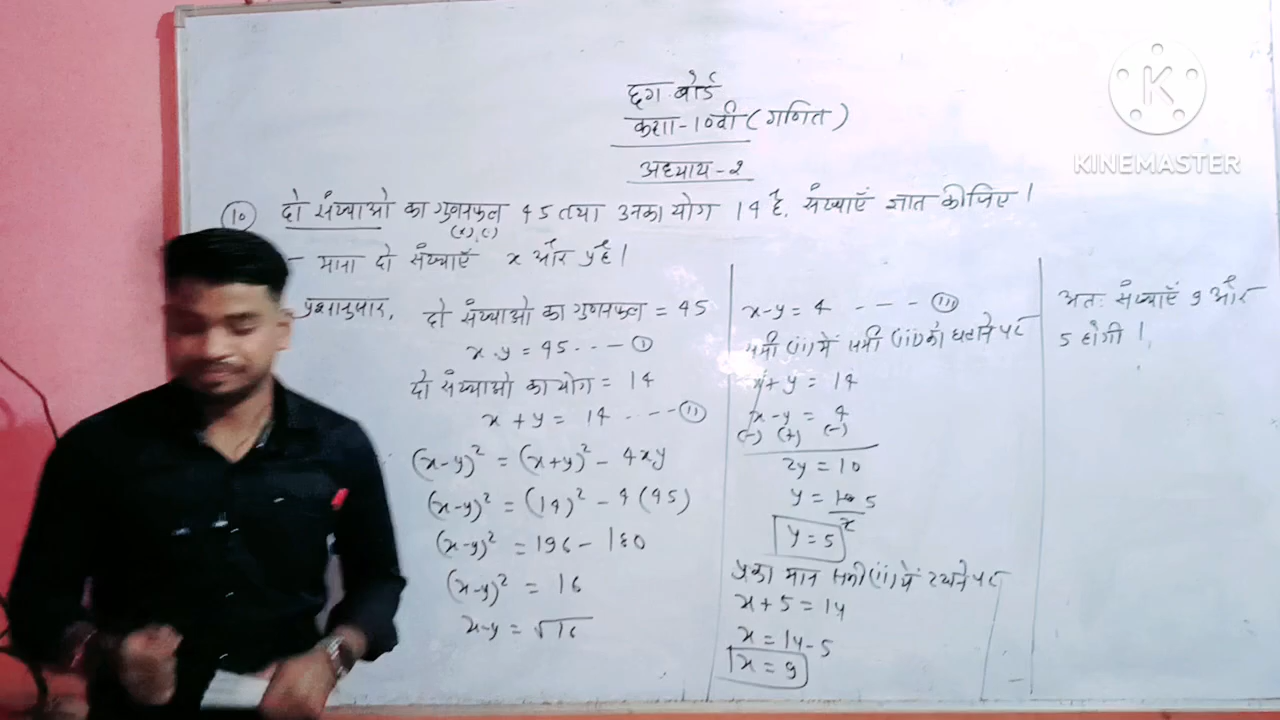 छग बोर्ड
कक्षा-10वी (गणित)
अध्याय-2
K
KINEMASTER
10 दो संख्याओ का गुणनफल 45 तथा उनका योग 14 है, संख्याएँ ज्ञात कीजिए।
(x), (
- माना दो संख्याएँ x और y है।
प्रश्नानुसार, दो संख्याओ का गुणनफल = 45
x.y = 45 --- (i)
दो संख्याओ का योग = 14
x + y = 14 ---- (ii)
(x-y)² = (x+y)² - 4xy
(x-y)² = (14)² - 4(45)
(x-y)² = 196 - 180
(x-y)² = 16
x-y = √16
x-y = 4 --- (iii)
समी (ii) में समी (iii) को घटाने पर
x + y = 14
x - y = 4
(-) (+) (-)
2y = 10
y = 10/2 5
y = 5
y का मान समी (ii) में रखने पर
x + 5 = 14
x = 14-5
x = 9
अतः संख्याएँ 9 और
5 होगी।